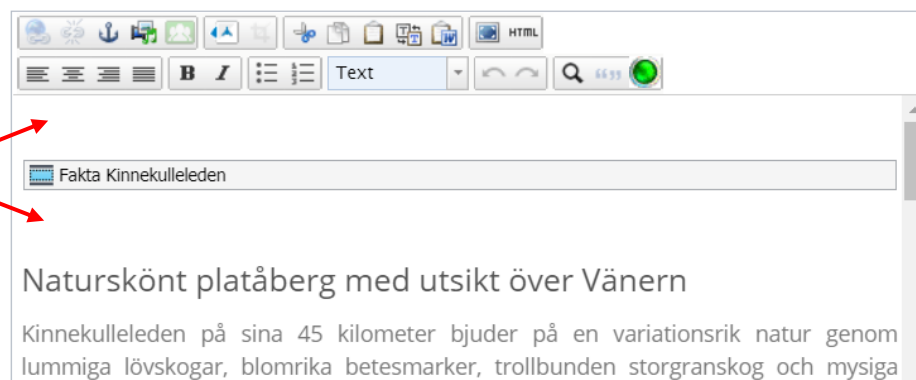 HTML
B I Text
Fakta Kinnekulleleden
Naturskönt platåberg med utsikt över Vänern
Kinnekulleleden på sina 45 kilometer bjuder på en variationsrik natur genom
lummiga lövskogar, blomrika betesmarker, trollbunden storgranskog och mysiga